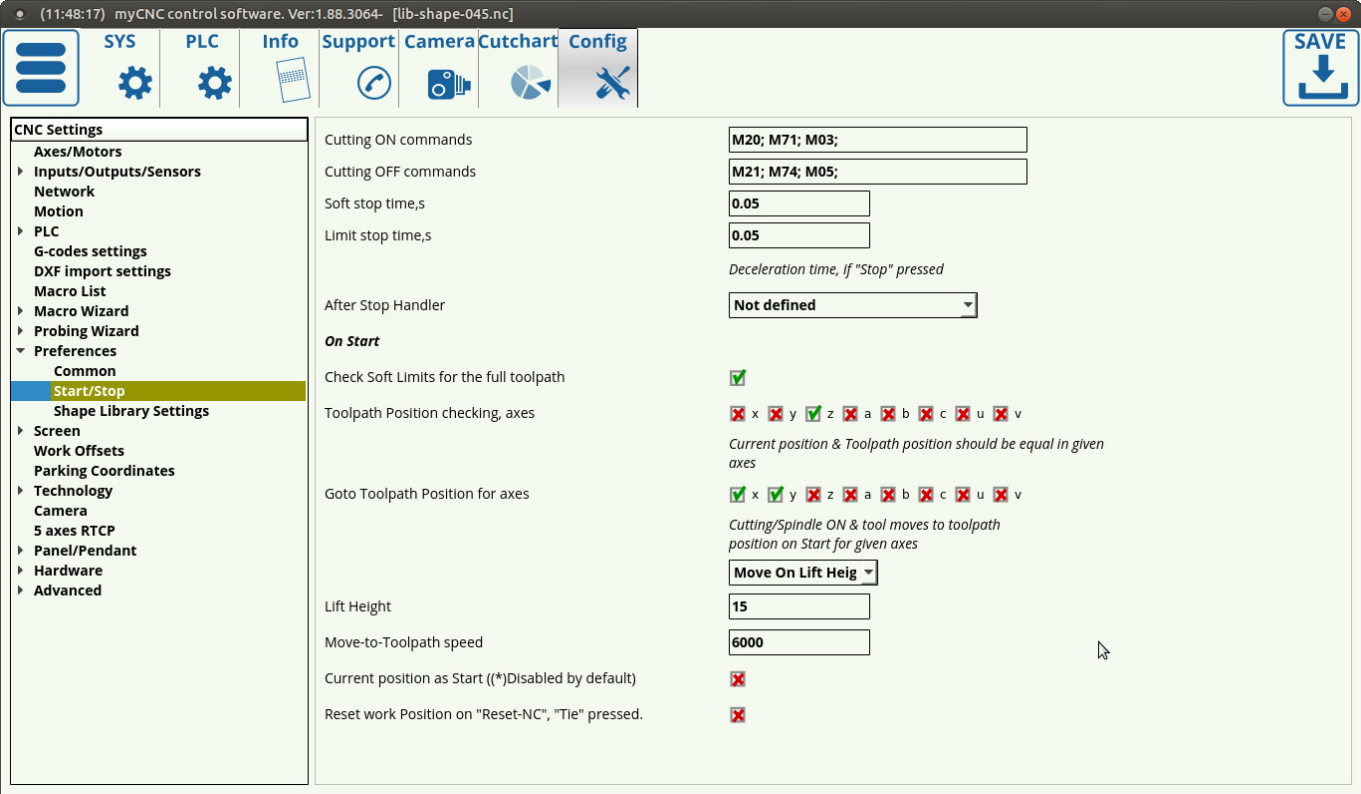 (11:48:17) myCNC control software. Ver:1.88.3064- [lib-shape-045.nc]
SYS PLC Info Support Camera Cutchart Config SAVE
CNC Settings
Axes/Motors
Inputs/Outputs/Sensors
Network
Motion
PLC
G-codes settings
DXF import settings
Macro List
Macro Wizard
Probing Wizard
Preferences
Common
Start/Stop
Shape Library Settings
Screen
Work Offsets
Parking Coordinates
Technology
Camera
5 axes RTCP
Panel/Pendant
Hardware
Advanced
Cutting ON commands M20; M71; M03;
Cutting OFF commands M21; M74; M05;
Soft stop time,s 0.05
Limit stop time,s 0.05
Deceleration time, if "Stop" pressed
After Stop Handler Not defined
On Start
Check Soft Limits for the full toolpath
Toolpath Position checking, axes x y z a b c u v
Current position & Toolpath position should be equal in given
axes
Goto Toolpath Position for axes x y z a b c u v
Cutting/Spindle ON & tool moves to toolpath
position on Start for given axes
Move On Lift Heig
Lift Height 15
Move-to-Toolpath speed 6000
Current position as Start ((*)Disabled by default)
Reset work Position on "Reset-NC", "Tie" pressed.